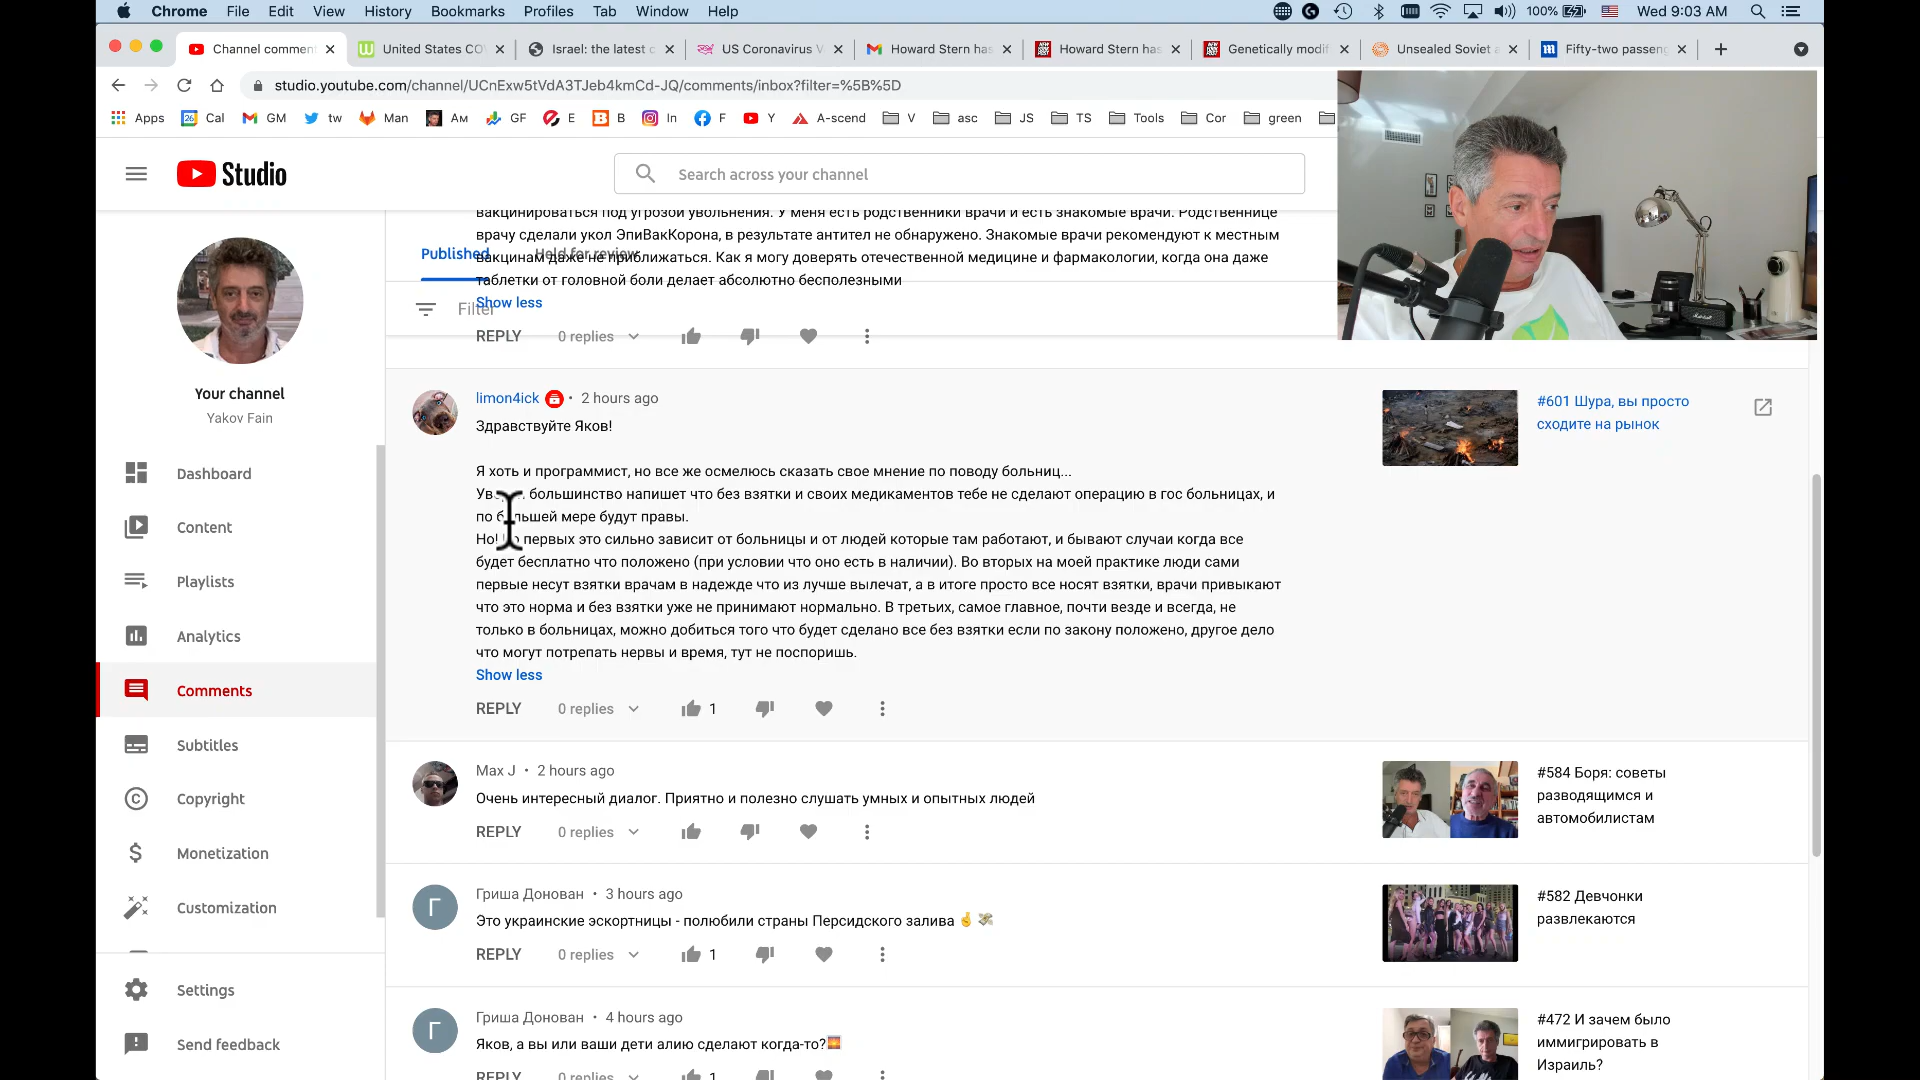 Chrome File Edit View History Bookmarks Profiles Tab Window Help
100% Wed 9:03 AM
Channel commen
United States CO
Israel: the latest c
US Coronavirus V
Howard Stern has
Howard Stern has
Genetically modif
Unsealed Soviet a
Fifty-two passeng
studio.youtube.com/channel/UCnExw5tVdA3TJeb4kmCd-JQ/comments/inbox?filter=%5B%5D
Apps Cal GM tw Man Ам GF E B In F Y A-scend V asc JS TS Tools Cor green
Studio
Search across your channel
Your channel
Yakov Fain
Dashboard
Content
Playlists
Analytics
Comments
Subtitles
Copyright
Monetization
Customization
Settings
Send feedback
Published
Held for review
Filter
вакцинироваться под угрозой увольнения. У меня есть родственники врачи и есть знакомые врачи. Родственнице
врачу сделали укол ЭпиВакКорона, в результате антител не обнаружено. Знакомые врачи рекомендуют к местным
вакцинам даже не приближаться. Как я могу доверять отечественной медицине и фармакологии, когда она даже
таблетки от головной боли делает абсолютно бесполезными
Show less
REPLY 0 replies
limon4ick • 2 hours ago
Здравствуйте Яков!
Я хоть и программист, но все же осмелюсь сказать свое мнение по поводу больниц...
большинство напишет что без взятки и своих медикаментов тебе не сделают операцию в гос больницах, и
по большей мере будут правы.
Но! первых это сильно зависит от больницы и от людей которые там работают, и бывают случаи когда все
будет бесплатно что положено (при условии что оно есть в наличии). Во вторых на моей практике люди сами
первые несут взятки врачам в надежде что из лучше вылечат, а в итоге просто все носят взятки, врачи привыкают
что это норма и без взятки уже не принимают нормально. В третьих, самое главное, почти везде и всегда, не
только в больницах, можно добиться того что будет сделано все без взятки если по закону положено, другое дело
что могут потрепать нервы и время, тут не поспоришь.
Show less
REPLY 0 replies 1
#601 Шура, вы просто
сходите на рынок
Max J • 2 hours ago
Очень интересный диалог. Приятно и полезно слушать умных и опытных людей
REPLY 0 replies
#584 Боря: советы
разводящимся и
автомобилистам
Г
Гриша Донован • 3 hours ago
Это украинские эскортницы - полюбили страны Персидского залива 🤞💸
REPLY 0 replies 1
#582 Девчонки
развлекаются
Г
Гриша Донован • 4 hours ago
Яков, а вы или ваши дети алию сделают когда-то?🌅
REPLY 0 replies 1
#472 И зачем было
иммигрировать в
Израиль?
Marshall